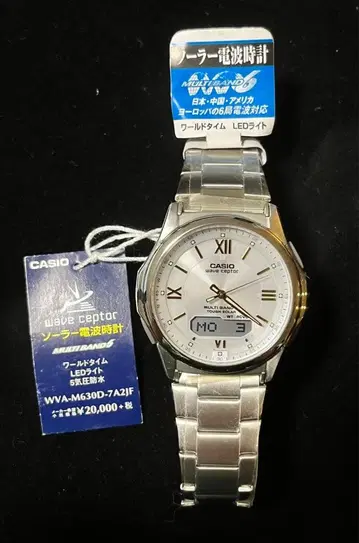 ソーラー電波時計
MULTIBAND 6
日本・中国・アメリカ
ヨーロッパの6局電波対応
ワールドタイム LEDライト
CASIO
wave ceptor
XII
MULTI BAND
TOUGH SOLAR
MO 3
VI
CASIO
wave ceptor
ソーラー電波時計
MULTIBAND 6
ワールドタイム
LEDライト
5気圧防水
WVA-M630D-7A2JF
¥20,000+税